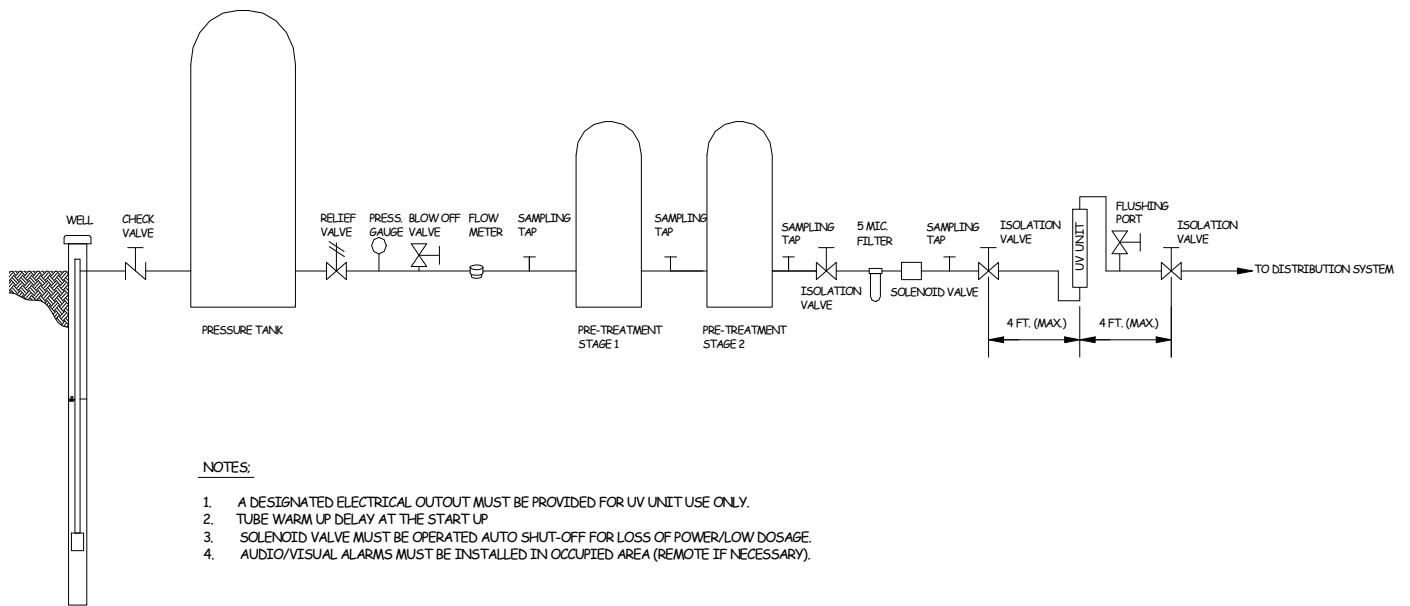 WELL
CHECK
VALVE
PRESSURE TANK
RELIEF
VALVE
PRESS.
GAUGE
BLOW OFF
VALVE
FLOW
METER
SAMPLING
TAP
PRE-TREATMENT
STAGE 1
SAMPLING
TAP
PRE-TREATMENT
STAGE 2
SAMPLING
TAP
ISOLATION
VALVE
5 MIC.
FILTER
SOLENOID VALVE
SAMPLING
TAP
ISOLATION
VALVE
UV UNIT
FLUSHING
PORT
ISOLATION
VALVE
TO DISTRIBUTION SYSTEM
4 FT. (MAX.)
4 FT. (MAX.)
NOTES;
1. A DESIGNATED ELECTRICAL OUTOUT MUST BE PROVIDED FOR UV UNIT USE ONLY.
2. TUBE WARM UP DELAY AT THE START UP
3. SOLENOID VALVE MUST BE OPERATED AUTO SHUT-OFF FOR LOSS OF POWER/LOW DOSAGE.
4. AUDIO/VISUAL ALARMS MUST BE INSTALLED IN OCCUPIED AREA (REMOTE IF NECESSARY).